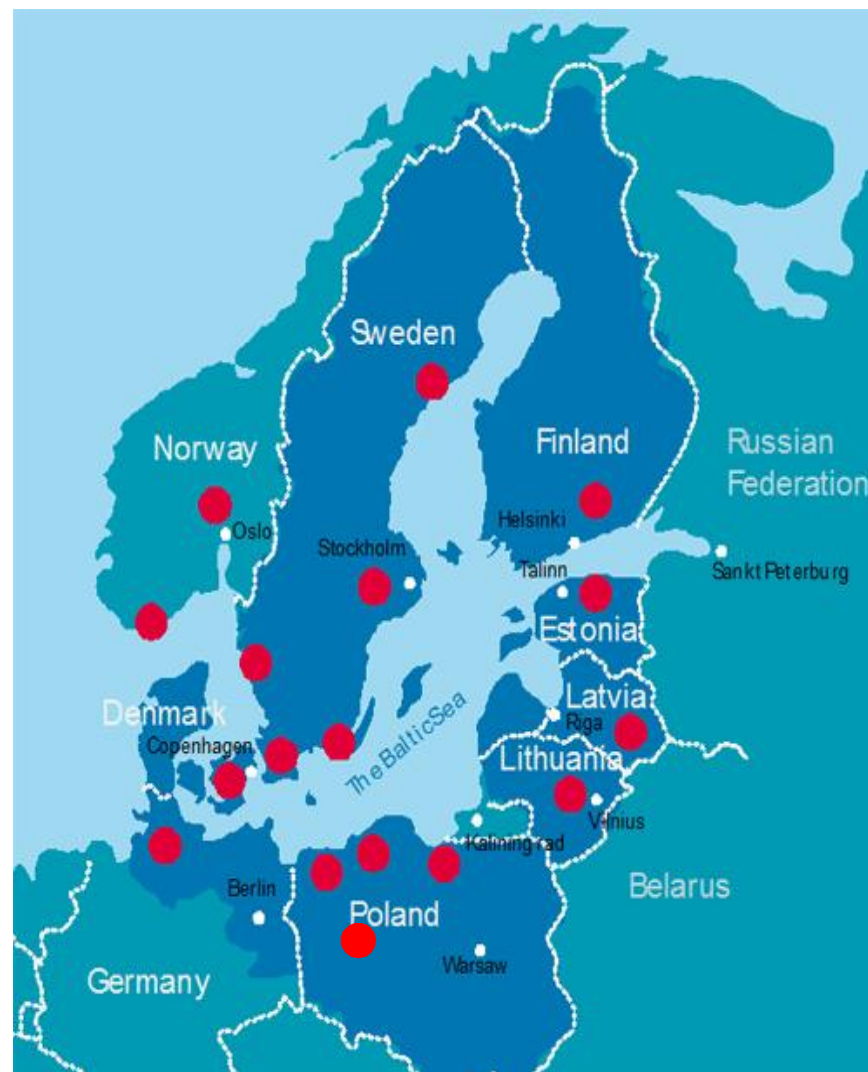 Sweden
Norway
Finland
Russian
Federation
Oslo
Helsinki
Stockholm
Talinn
Sankt Peterburg
Estonia
Denmark
Latvia
Riga
Copenhagen
The Baltic Sea
Lithuania
Vilnius
Kaliningrad
Berlin
Belarus
Poland
Warsaw
Germany